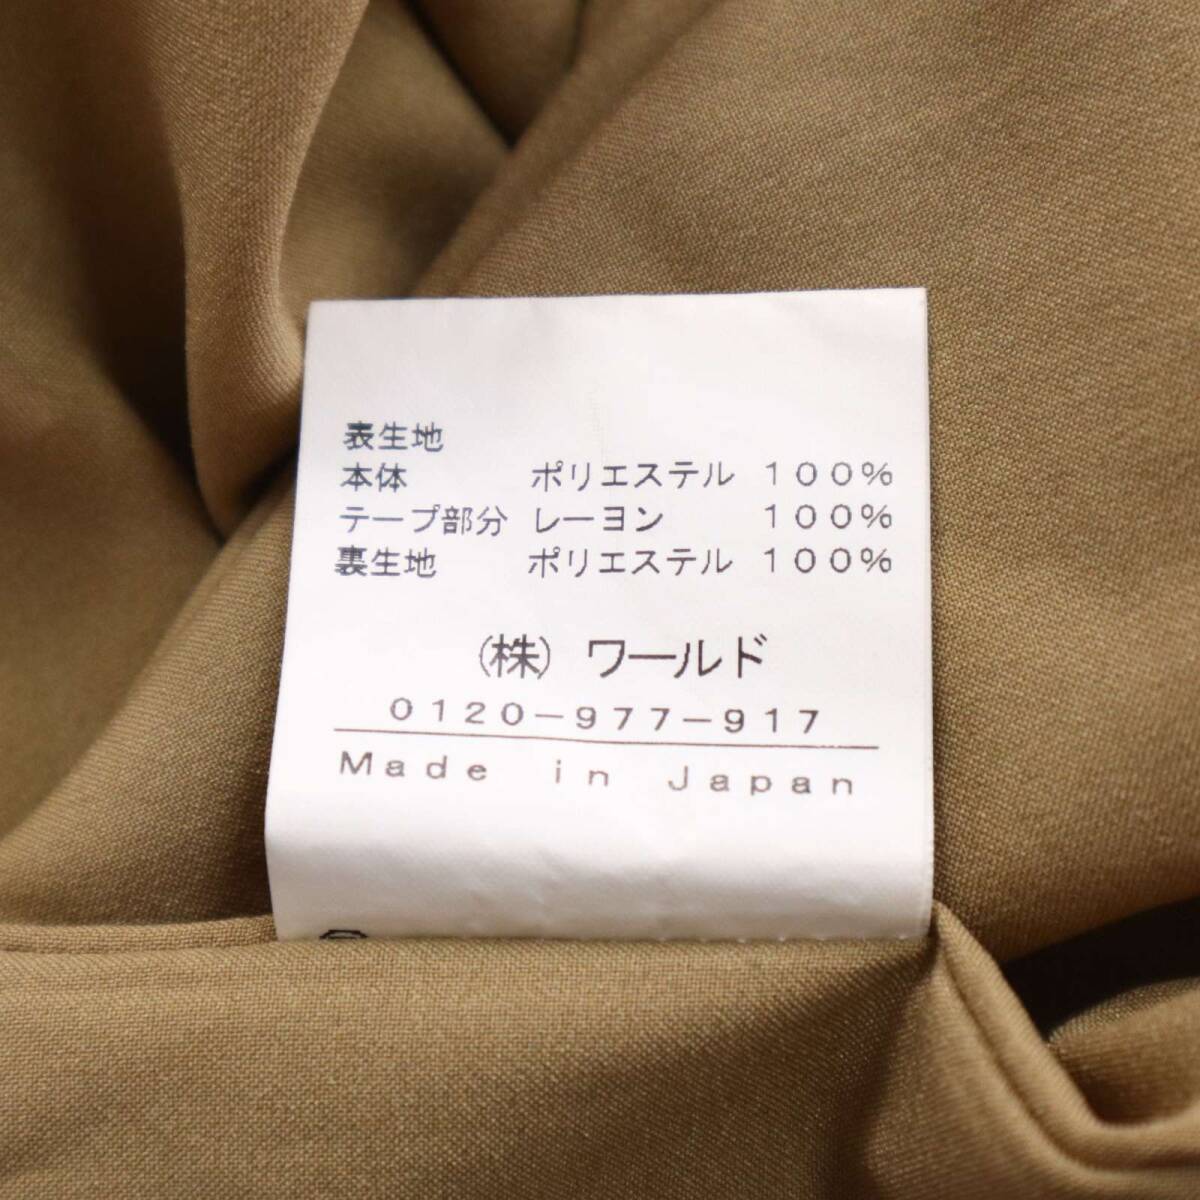 表生地
本体 ポリエステル 100%
テープ部分 レーヨン 100%
裏生地 ポリエステル 100%
(株) ワールド
0120-977-917
Made in Japan